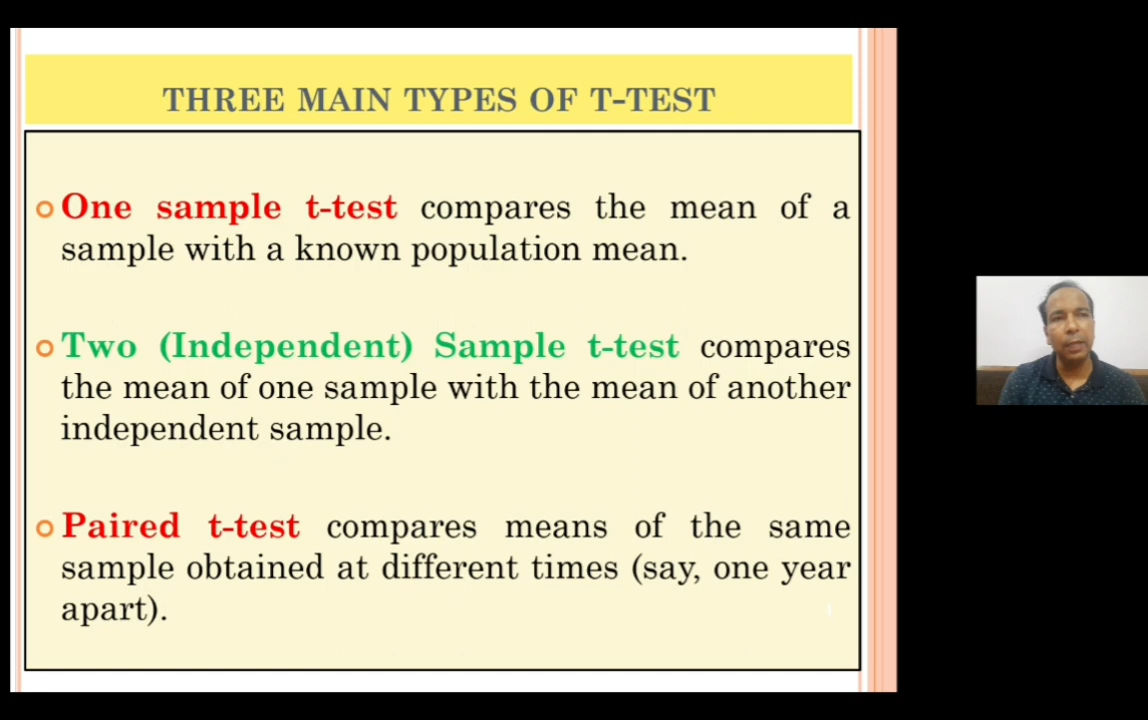 THREE MAIN TYPES OF T-TEST
One sample t-test compares the mean of a
sample with a known population mean.
Two (Independent) Sample t-test compares
the mean of one sample with the mean of another
independent sample.
Paired t-test compares means of the same
sample obtained at different times (say, one year
apart).